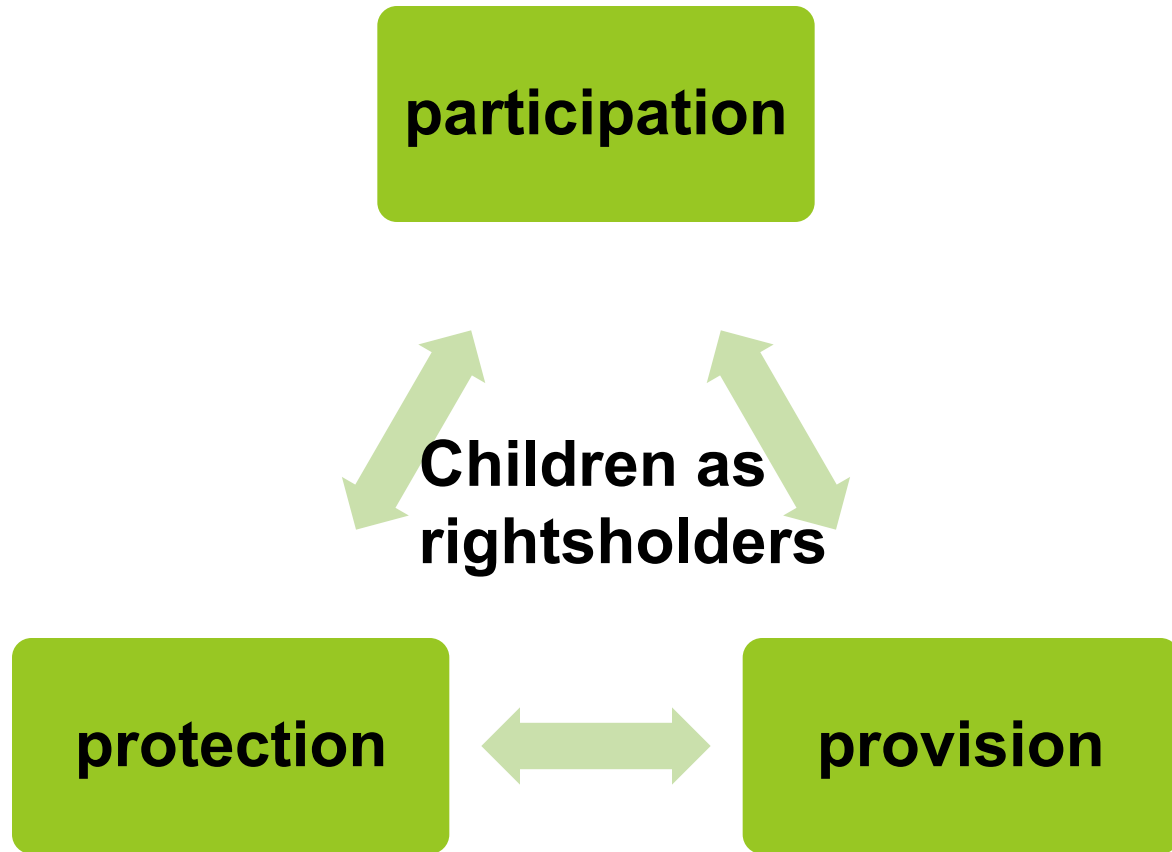 participation
Children as
rightsholders
protection
provision